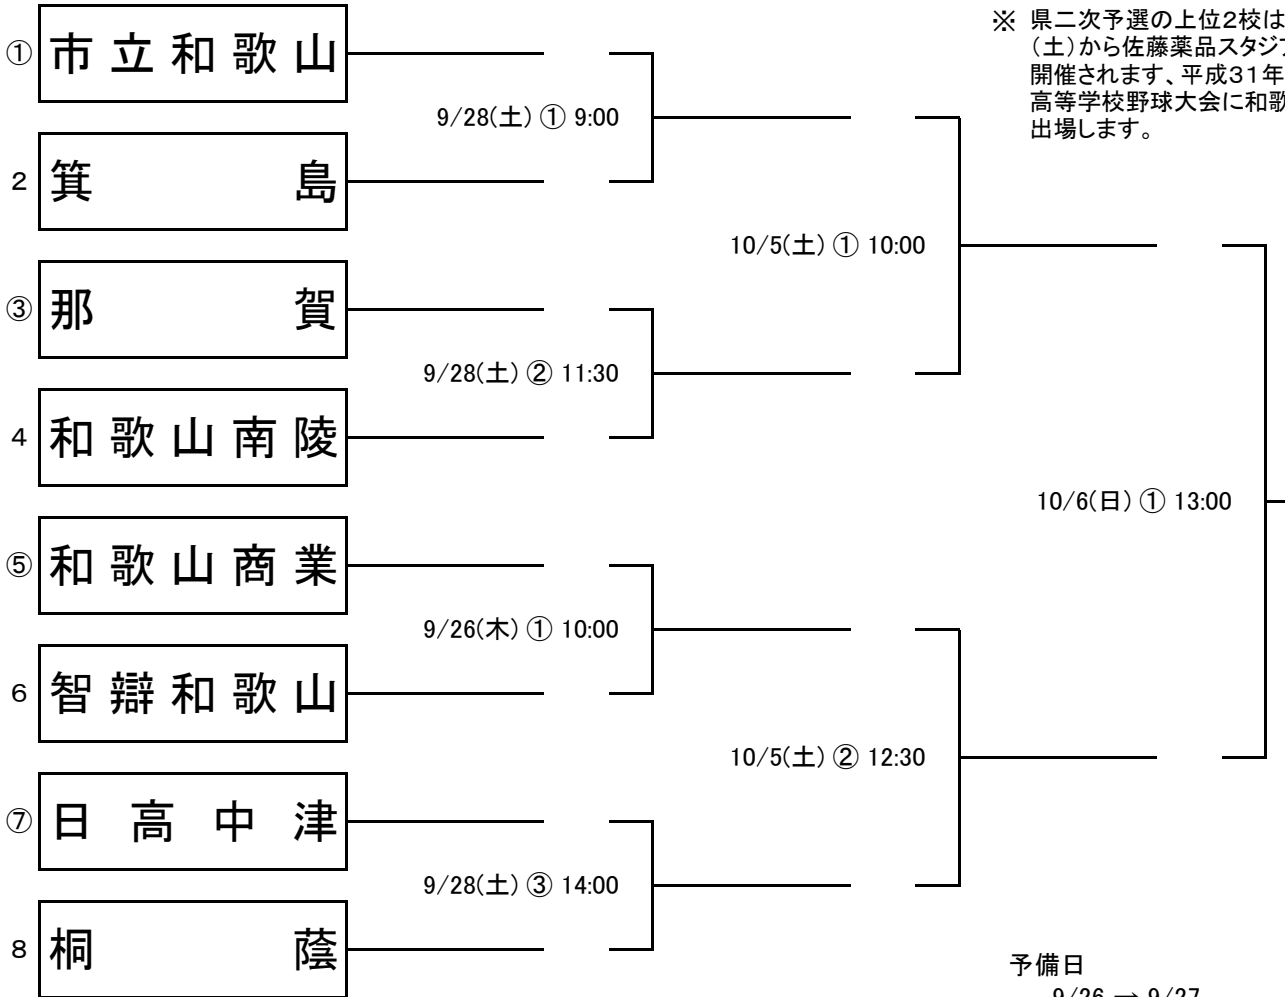 ※ 県二次予選の上位2校は
(土)から佐藤薬品スタジ
開催されます、平成31年
高等学校野球大会に和歌
出場します。
① 市立和歌山
9/28(土) ① 9:00
2 箕島
10/5(土) ① 10:00
③ 那賀
9/28(土) ② 11:30
4 和歌山南陵
10/6(日) ① 13:00
⑤ 和歌山商業
9/26(木) ① 10:00
6 智辯和歌山
10/5(土) ② 12:30
⑦ 日高中津
9/28(土) ③ 14:00
8 桐蔭
予備日
9/26 → 9/27